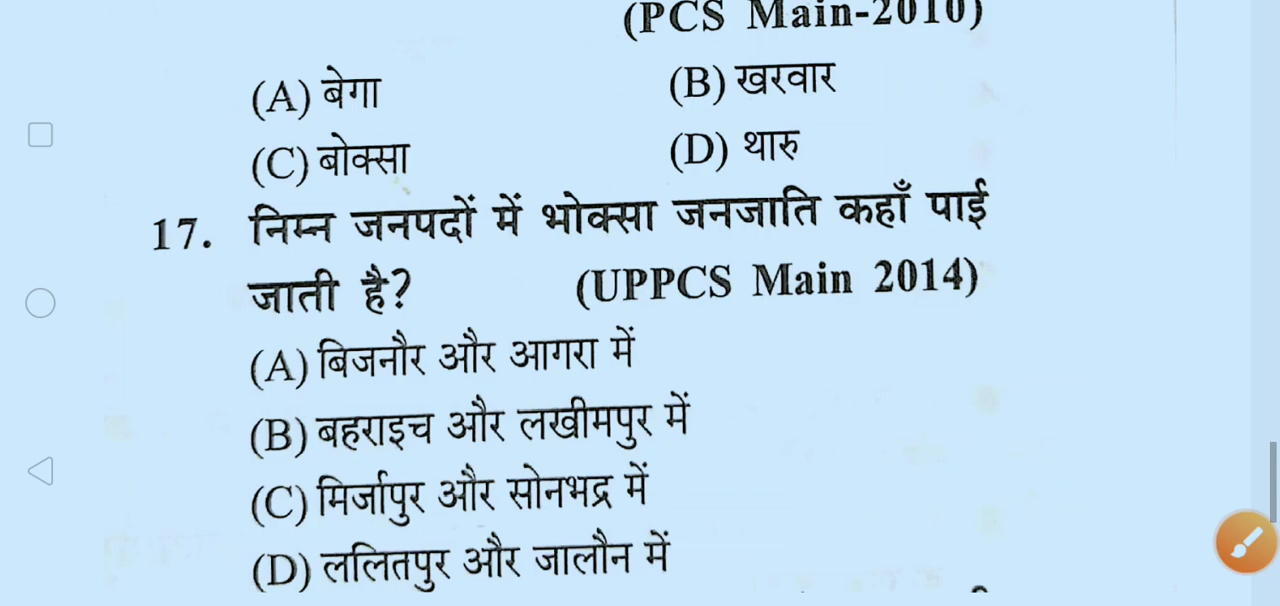 (PCS Main-2010)
(A) बेगा (B) खरवार
(C) बोक्सा (D) थारु
17. निम्न जनपदों में भोक्सा जनजाति कहाँ पाई
जाती है? (UPPCS Main 2014)
(A) बिजनौर और आगरा में
(B) बहराइच और लखीमपुर में
(C) मिर्जापुर और सोनभद्र में
(D) ललितपुर और जालौन में